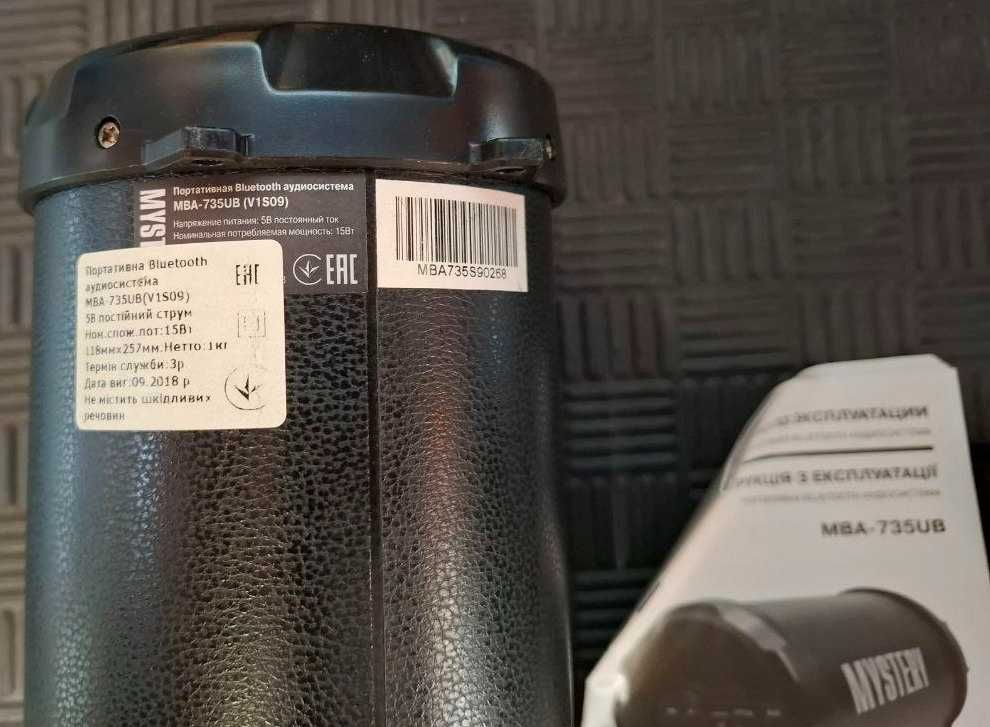 MYST
Портативная Bluetooth аудиосистема
MBA-735UB (V1S09)
Напряжение питания: 5В постоянный ток
Номинальная потребляемая мощность: 15Вт
EAC
MBA735S90268
Портативна Bluetooth
аудиосистема
MBA-735UB(V1S09)
5В постійний струм
Ном.спож.пот:15Вт
118ммх257мм.Нетто:1кг
Термін служби:3р
Дата виг:09.2018 р
Не містить шкідливих
речовин
EAC
ЭКСПЛУАТАЦИИ
РУКЦІЯ З ЕКСПЛУАТАЦІЇ
MBA-735UB
MYSTERY